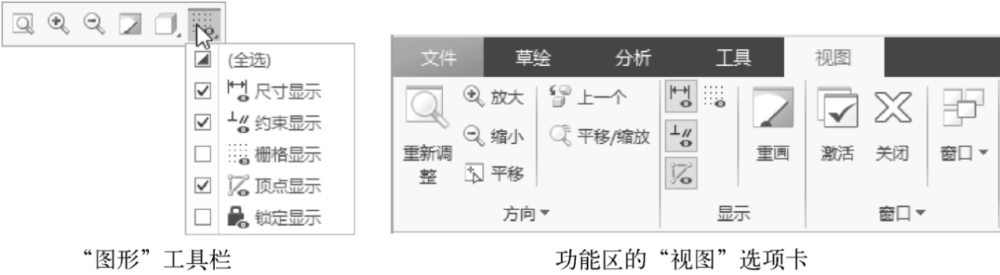 (全选)
尺寸显示
约束显示
栅格显示
顶点显示
锁定显示
“图形”工具栏
文件 草绘 分析 工具 视图
重新调
整
放大
缩小
平移
上一个
平移/缩放
方向
显示
重画
激活 关闭
窗口
窗口
功能区的“视图”选项卡